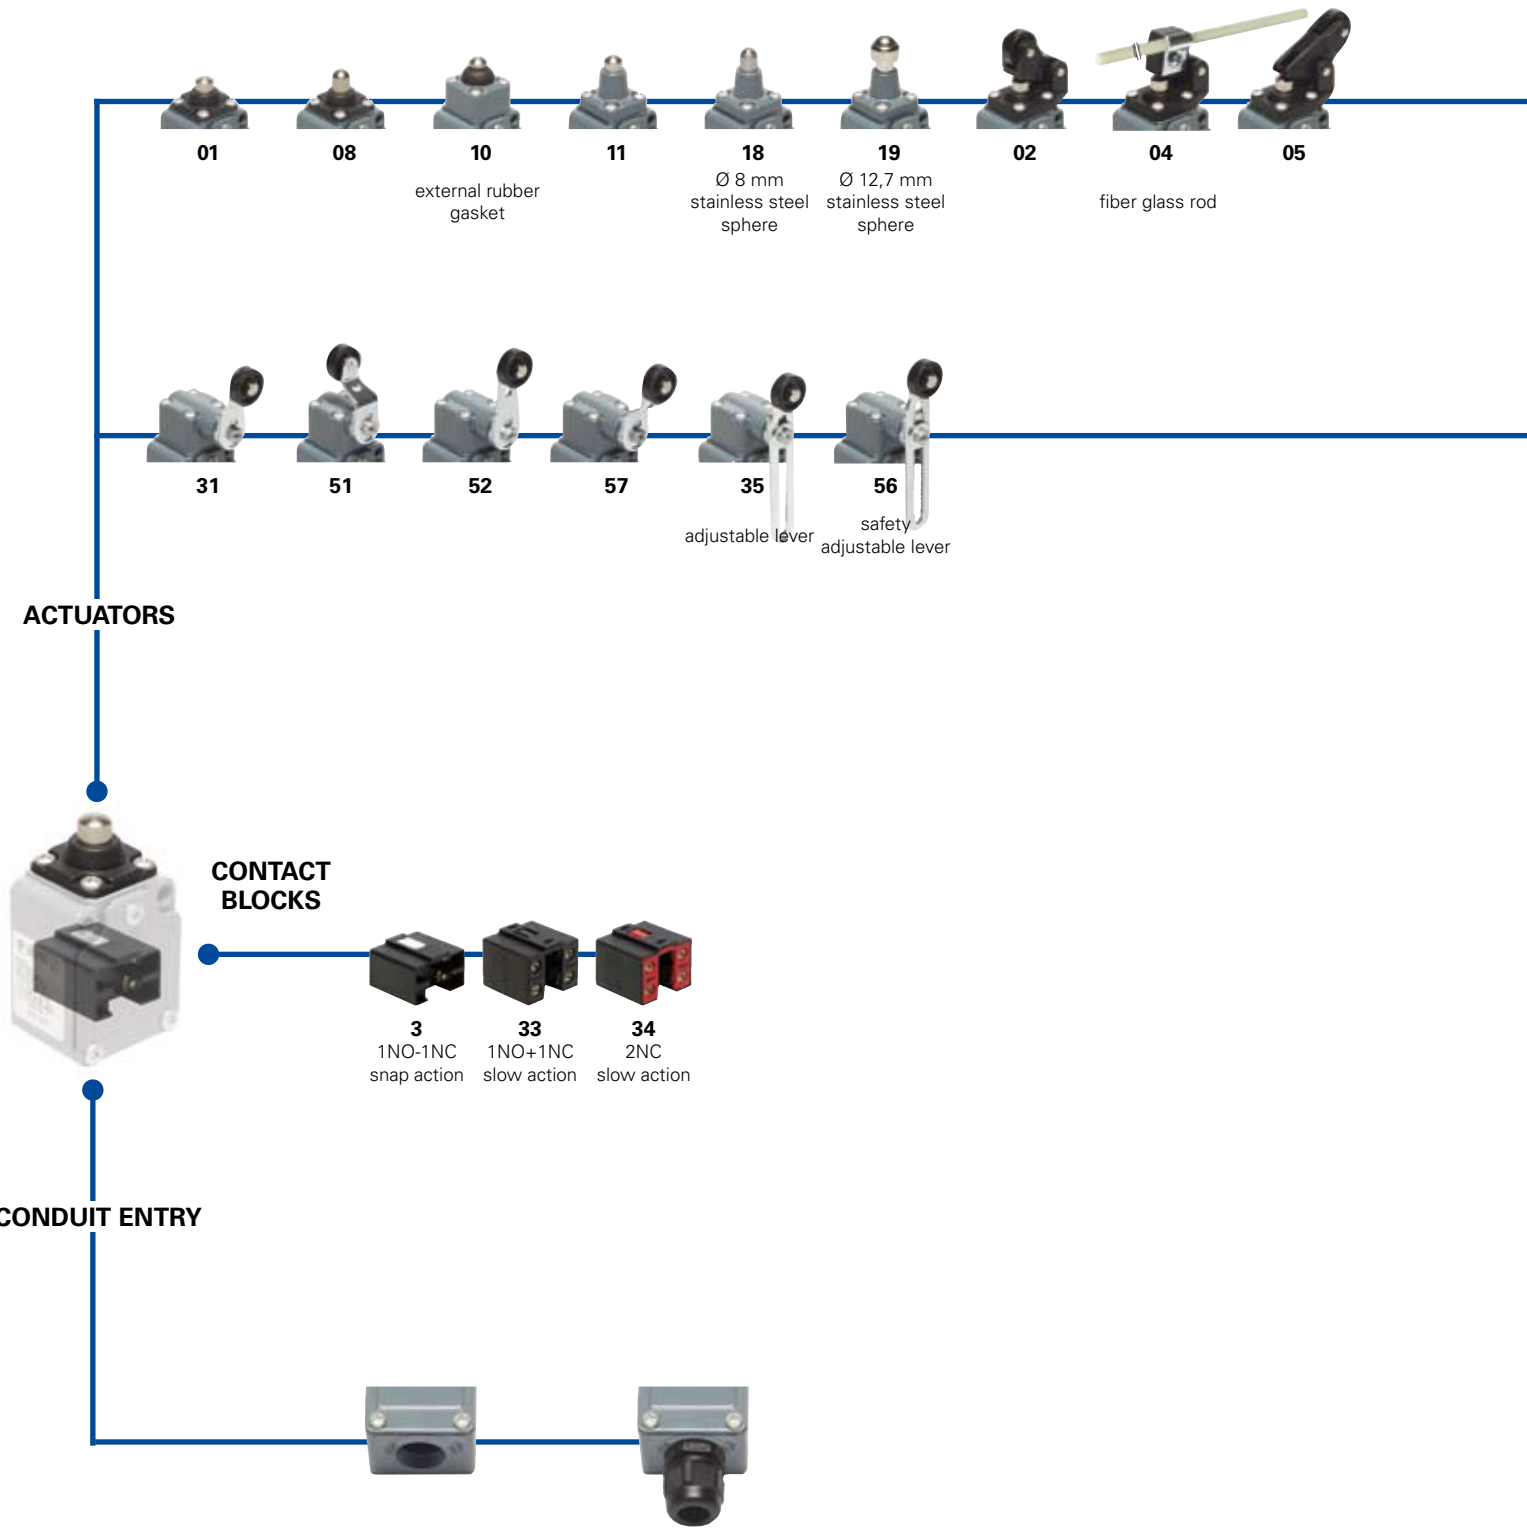 01
08
10
11
18
19
02
04
05
external rubber
gasket
Ø 8 mm
stainless steel
sphere
Ø 12,7 mm
stainless steel
sphere
fiber glass rod
31
51
52
57
35
56
adjustable lever
safety
adjustable lever
ACTUATORS
CONTACT
BLOCKS
3
1NO-1NC
snap action
33
1NO+1NC
slow action
34
2NC
slow action
CONDUIT ENTRY